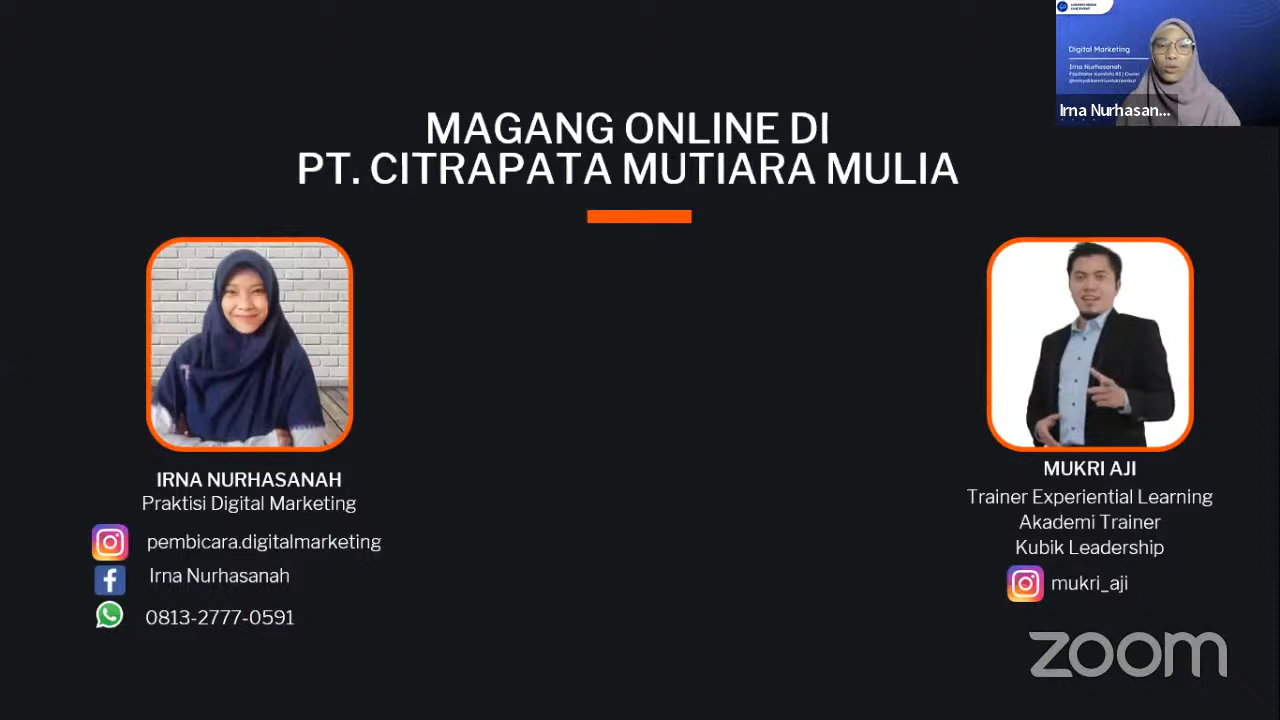 MAGANG ONLINE DI
PT. CITRAPATA MUTIARA MULIA
Digital Marketing
Irna Nurhasanah
Irna Nurhasan...
IRNA NURHASANAH
Praktisi Digital Marketing
pembicara.digitalmarketing
Irna Nurhasanah
0813-2777-0591
MUKRI AJI
Trainer Experiential Learning
Akademi Trainer
Kubik Leadership
mukri_aji
zoom